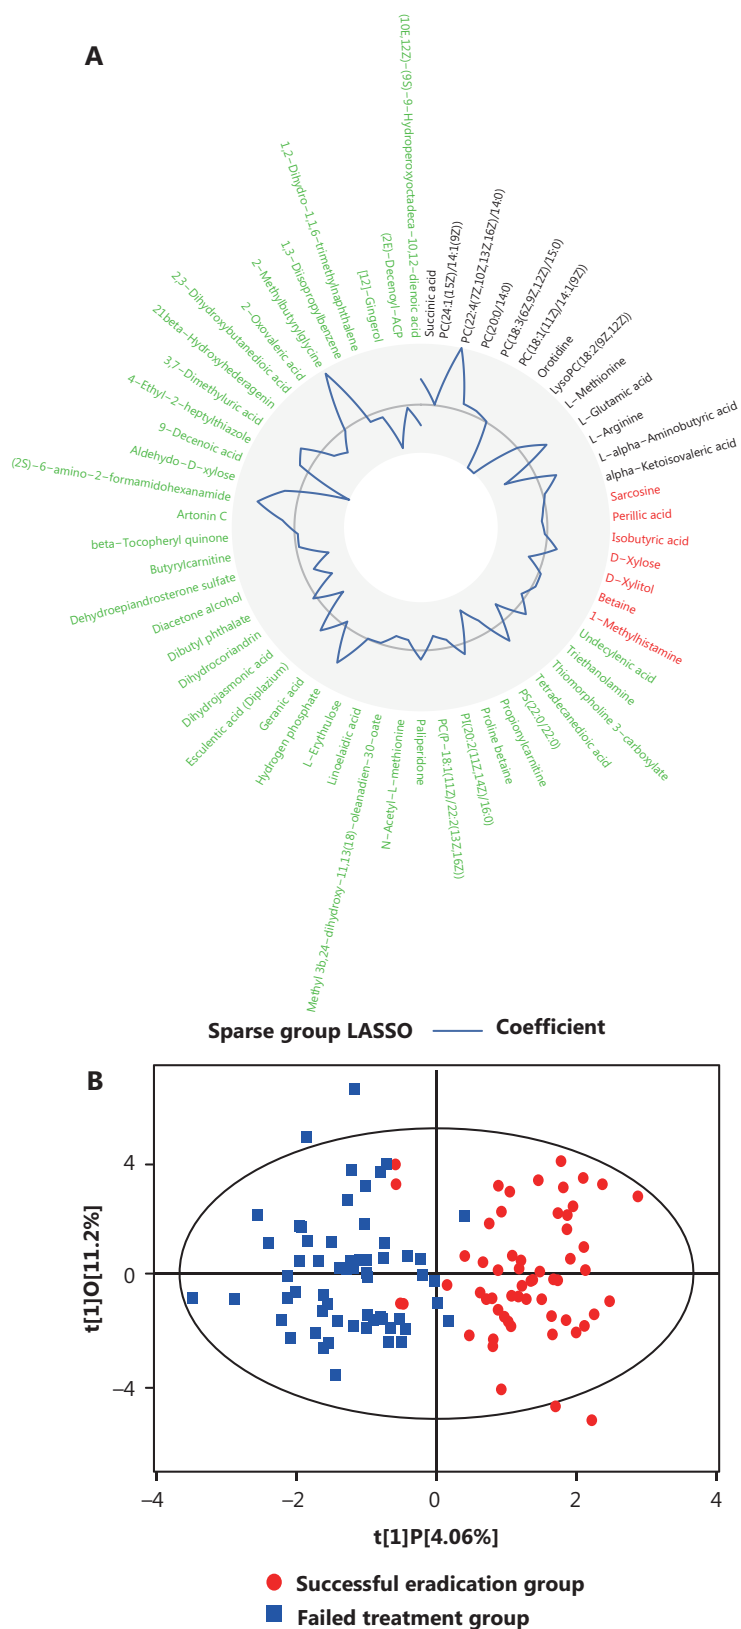 A
(10E,12Z)−(9S)−9−Hydroperoxyoctadeca−10,12−dienoic acid
Succinic acid
PC(24:1(15Z)/14:1(9Z))
PC(22:4(7Z,10Z,13Z,16Z)/14:0)
PC(20:0/14:0)
PC(18:3(6Z,9Z,12Z)/15:0)
PC(18:1(11Z)/14:1(9Z))
Orotidine
LysoPC(18:2(9Z,12Z))
L−Methionine
L−Glutamic acid
L−Arginine
L−alpha−Aminobutyric acid
alpha−Ketoisovaleric acid
Sarcosine
Perillic acid
Isobutyric acid
D−Xylose
D−Xylitol
Betaine
1−Methylhistamine
Undecylenic acid
Triethanolamine
Thiomorpholine 3−carboxylate
Tetradecanedioic acid
PS(22:0/22:0)
Propionylcarnitine
Proline betaine
PI(20:2(11Z,14Z)/16:0)
PC(P−18:1(11Z)/22:2(13Z,16Z))
Paliperidone
N−Acetyl−L−methionine
Methyl 3b,24−dihydroxy−11,13(18)−oleanadien−30−oate
Linoelaidic acid
L−Erythrulose
Hydrogen phosphate
Geranic acid
Esculentic acid (Diplazium)
Dihydrojasmonic acid
Dihydrocoriandrin
Dibutyl phthalate
Diacetone alcohol
Dehydroepiandrosterone sulfate
Butyrylcarnitine
beta−Tocopheryl quinone
Artonin C
(2S)−6−amino−2−formamidohexanamide
Aldehydo−D−xylose
9−Decenoic acid
4−Ethyl−2−heptylthiazole
3,7−Dimethyluric acid
21beta−Hydroxyhederagenin
2,3−Dihydroxybutanedioic acid
2−Oxovaleric acid
2−Methylbutyrylglycine
1,3−Diisopropylbenzene
1,2−Dihydro−1,1,6−trimethylnaphthalene
[12]−Gingerol
(2E)−Decenoyl−ACP
Sparse group LASSO
Coefficient
B
t[1]O[11.2%]
4
0
−4
−4
−2
0
2
4
t[1]P[4.06%]
Successful eradication group
Failed treatment group